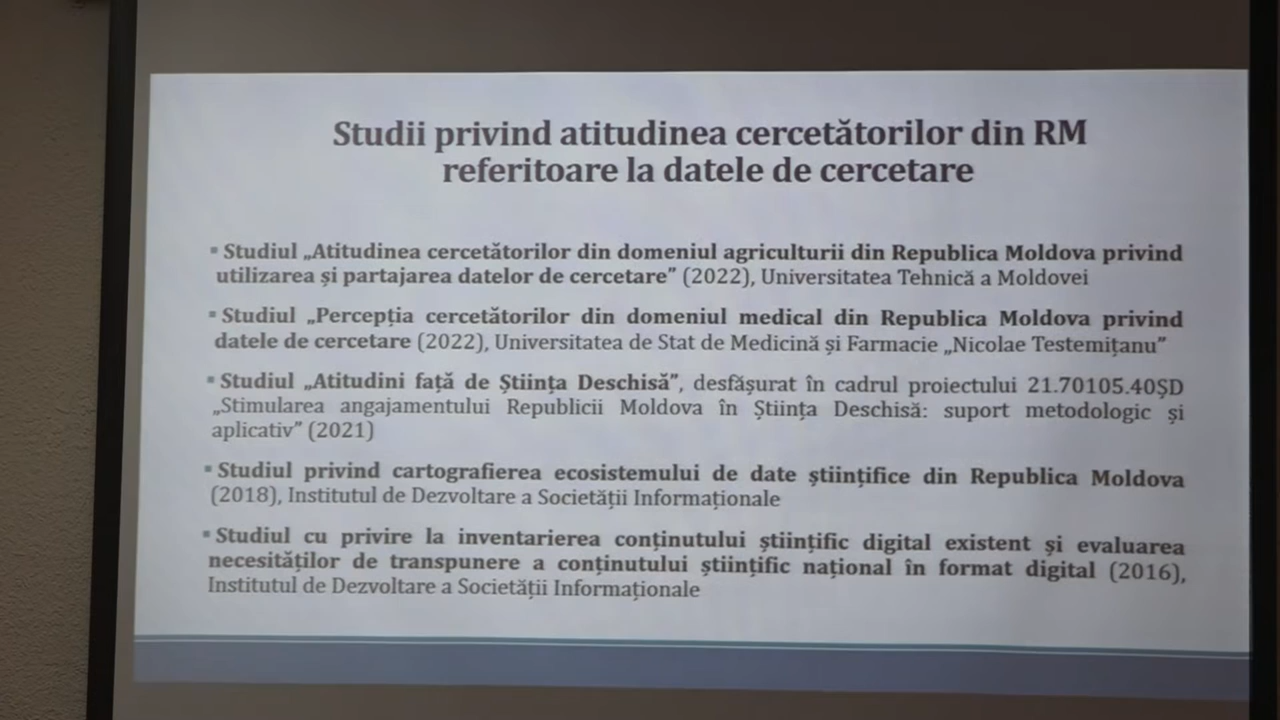 Studii privind atitudinea cercetătorilor din RM
referitoare la datele de cercetare
▪ Studiul „Atitudinea cercetătorilor din domeniul agriculturii din Republica Moldova privind
utilizarea și partajarea datelor de cercetare” (2022), Universitatea Tehnică a Moldovei
▪ Studiul „Percepția cercetătorilor din domeniul medical din Republica Moldova privind
datele de cercetare (2022), Universitatea de Stat de Medicină și Farmacie „Nicolae Testemițanu”
▪ Studiul „Atitudini față de Știința Deschisă”, desfășurat în cadrul proiectului 21.70105.40ȘD
„Stimularea angajamentului Republicii Moldova în Știința Deschisă: suport metodologic și
aplicativ” (2021)
▪ Studiul privind cartografierea ecosistemului de date științifice din Republica Moldova
(2018), Institutul de Dezvoltare a Societății Informaționale
▪ Studiul cu privire la inventarierea conținutului științific digital existent și evaluarea
necesităților de transpunere a conținutului științific național în format digital (2016),
Institutul de Dezvoltare a Societății Informaționale